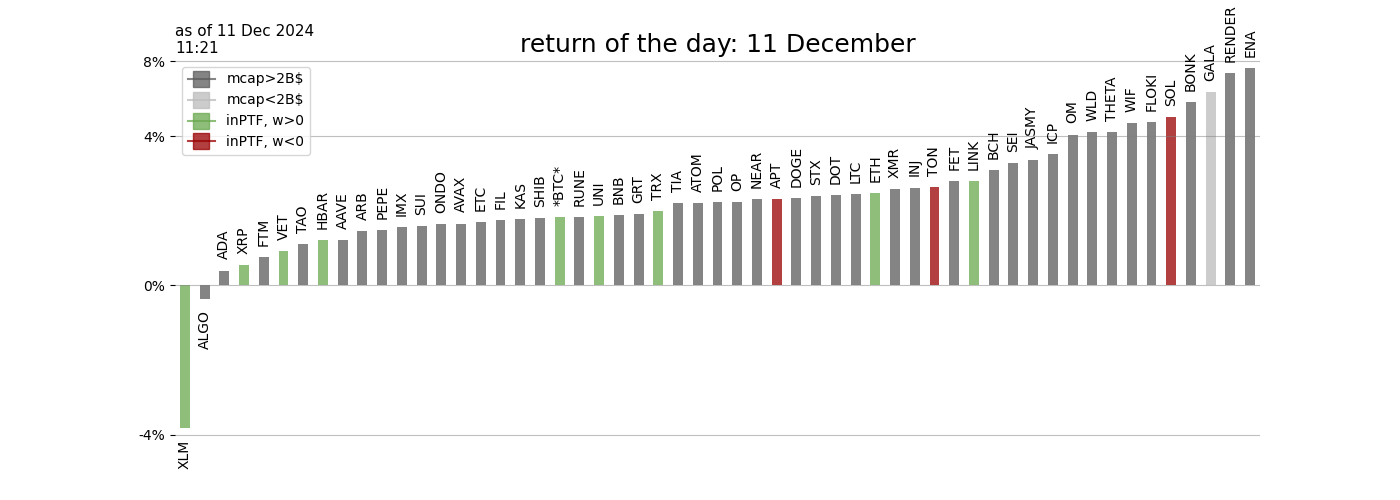 as of 11 Dec 2024
11:21
return of the day: 11 December
8%
4%
0%
-4%
mcap>2B$
mcap<2B$
inPTF, w>0
inPTF, w<0
XLM
ALGO
ADA
XRP
FTM
VET
TAO
HBAR
AAVE
ARB
PEPE
IMX
SUI
ONDO
AVAX
ETC
FIL
KAS
SHIB
*BTC*
RUNE
UNI
BNB
GRT
TRX
TIA
ATOM
POL
OP
NEAR
APT
DOGE
STX
DOT
LTC
ETH
XMR
INJ
TON
FET
LINK
BCH
SEI
JASMY
ICP
OM
WLD
THETA
WIF
FLOKI
SOL
BONK
GALA
RENDER
ENA